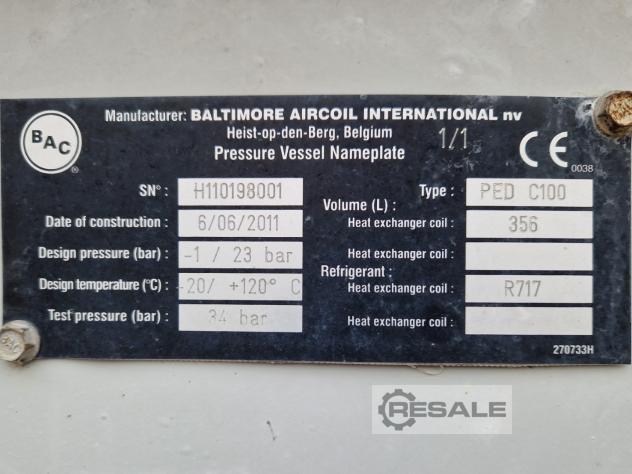 BAC
®
Manufacturer: BALTIMORE AIRCOIL INTERNATIONAL nv
Heist-op-den-Berg, Belgium
Pressure Vessel Nameplate
1/1
CE
0038
SN° : H110198001
Date of construction : 6/06/2011
Design pressure (bar) : -1 / 23 bar
Design temperature (°C) : -20/ +120° C
Test pressure (bar) : 34 bar
Type : PED C100
Volume (L) :
Heat exchanger coil : 356
Heat exchanger coil :
Refrigerant :
Heat exchanger coil : R717
Heat exchanger coil :
270733H
RESALE